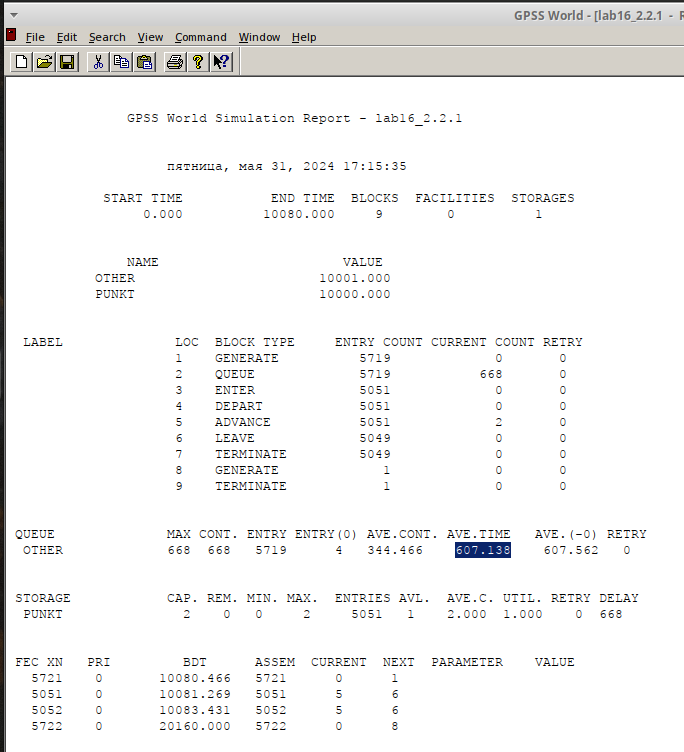 GPSS World - [lab16_2.2.1 - R
File Edit Search View Command Window Help
GPSS World Simulation Report - lab16_2.2.1
пятница, мая 31, 2024 17:15:35
START TIME END TIME BLOCKS FACILITIES STORAGES
0.000 10080.000 9 0 1
NAME VALUE
OTHER 10001.000
PUNKT 10000.000
LABEL LOC BLOCK TYPE ENTRY COUNT CURRENT COUNT RETRY
1 GENERATE 5719 0 0
2 QUEUE 5719 668 0
3 ENTER 5051 0 0
4 DEPART 5051 0 0
5 ADVANCE 5051 2 0
6 LEAVE 5049 0 0
7 TERMINATE 5049 0 0
8 GENERATE 1 0 0
9 TERMINATE 1 0 0
QUEUE MAX CONT. ENTRY ENTRY(0) AVE.CONT. AVE.TIME AVE.(-0) RETRY
OTHER 668 668 5719 4 344.466 607.138 607.562 0
STORAGE CAP. REM. MIN. MAX. ENTRIES AVL. AVE.C. UTIL. RETRY DELAY
PUNKT 2 0 0 2 5051 1 2.000 1.000 0 668
FEC XN PRI BDT ASSEM CURRENT NEXT PARAMETER VALUE
5721 0 10080.466 5721 0 1
5051 0 10081.269 5051 5 6
5052 0 10083.431 5052 5 6
5722 0 20160.000 5722 0 8